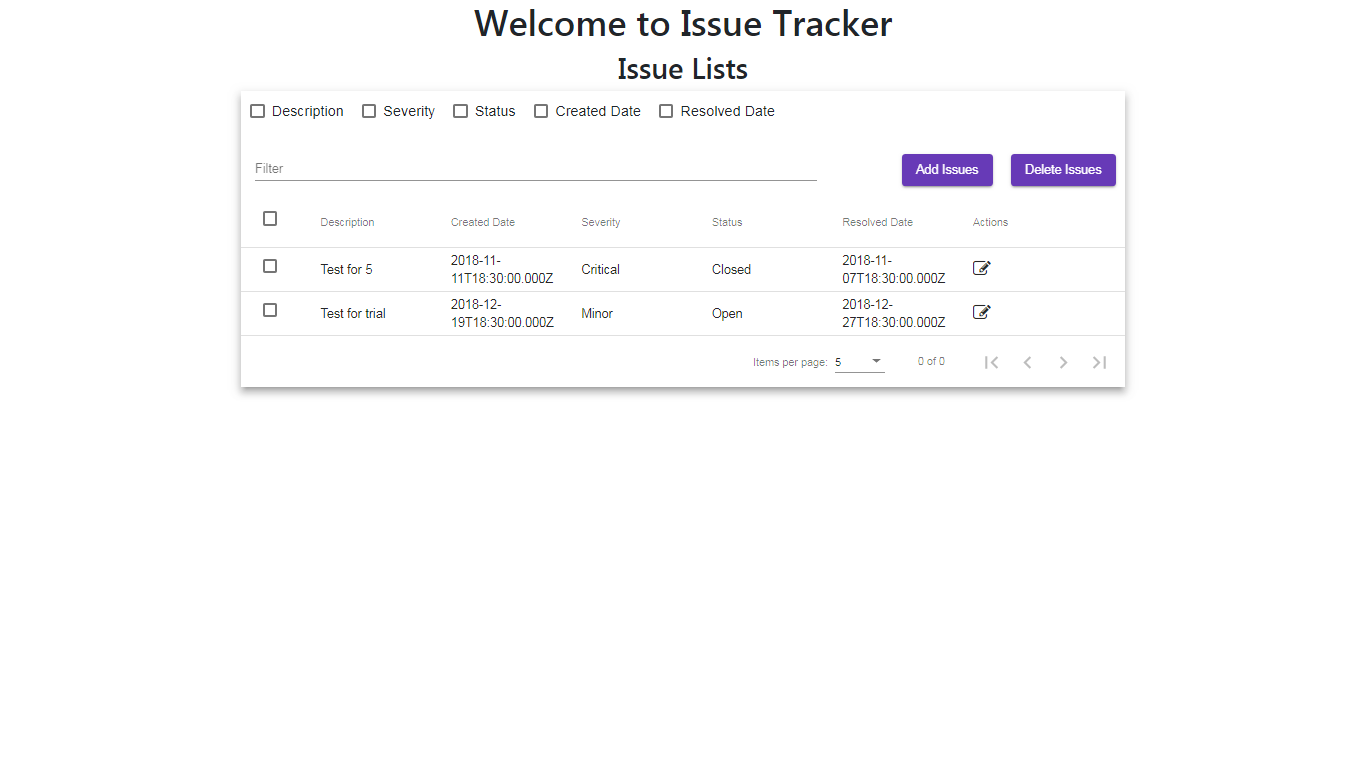 Welcome to Issue Tracker
Issue Lists
Description Severity Status Created Date Resolved Date
Filter Add Issues Delete Issues
Description Created Date Severity Status Resolved Date Actions
Test for 5 2018-11-11T18:30:00.000Z Critical Closed 2018-11-07T18:30:00.000Z
Test for trial 2018-12-19T18:30:00.000Z Minor Open 2018-12-27T18:30:00.000Z
Items per page: 5 0 of 0